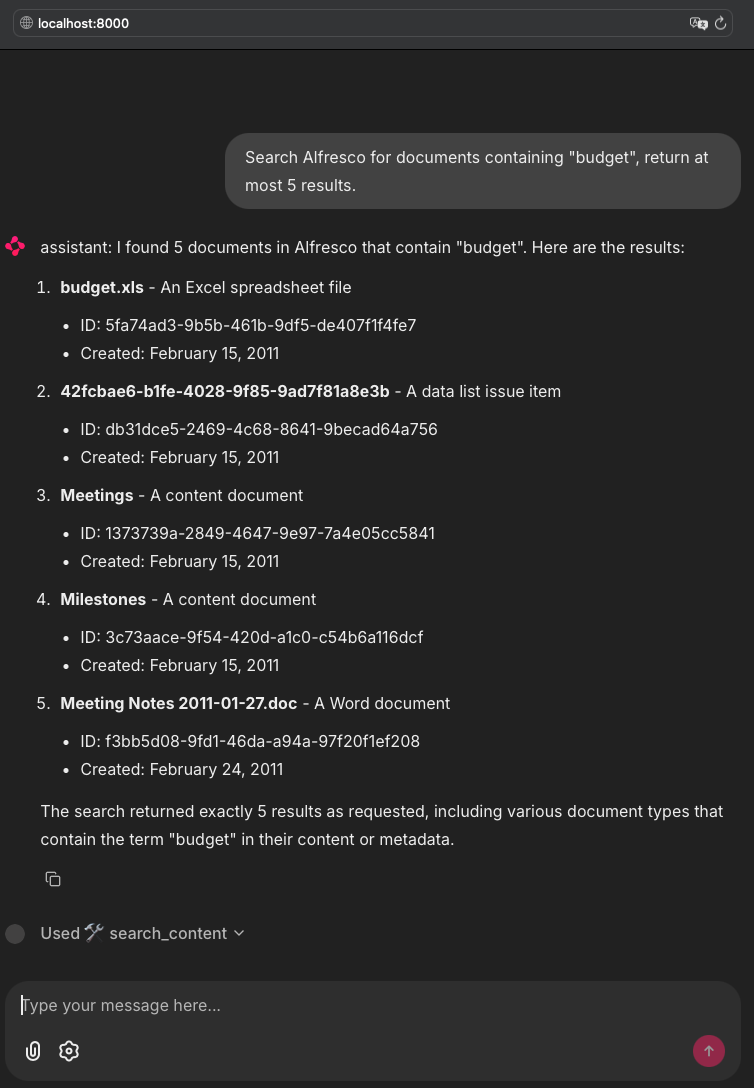 localhost:8000
Search Alfresco for documents containing "budget", return at
most 5 results.
assistant: I found 5 documents in Alfresco that contain "budget". Here are the results:
1. budget.xls - An Excel spreadsheet file
• ID: 5fa74ad3-9b5b-461b-9df5-de407f1f4fe7
• Created: February 15, 2011
2. 42fcbae6-b1fe-4028-9f85-9ad7f81a8e3b - A data list issue item
• ID: db31dce5-2469-4c68-8641-9becad64a756
• Created: February 15, 2011
3. Meetings - A content document
• ID: 1373739a-2849-4647-9e97-7a4e05cc5841
• Created: February 15, 2011
4. Milestones - A content document
• ID: 3c73aace-9f54-420d-a1c0-c54b6a116dcf
• Created: February 15, 2011
5. Meeting Notes 2011-01-27.doc - A Word document
• ID: f3bb5d08-9fd1-46da-a94a-97f20f1ef208
• Created: February 24, 2011
The search returned exactly 5 results as requested, including various document types that
contain the term "budget" in their content or metadata.
Used 🛠 search_content
Type your message here...